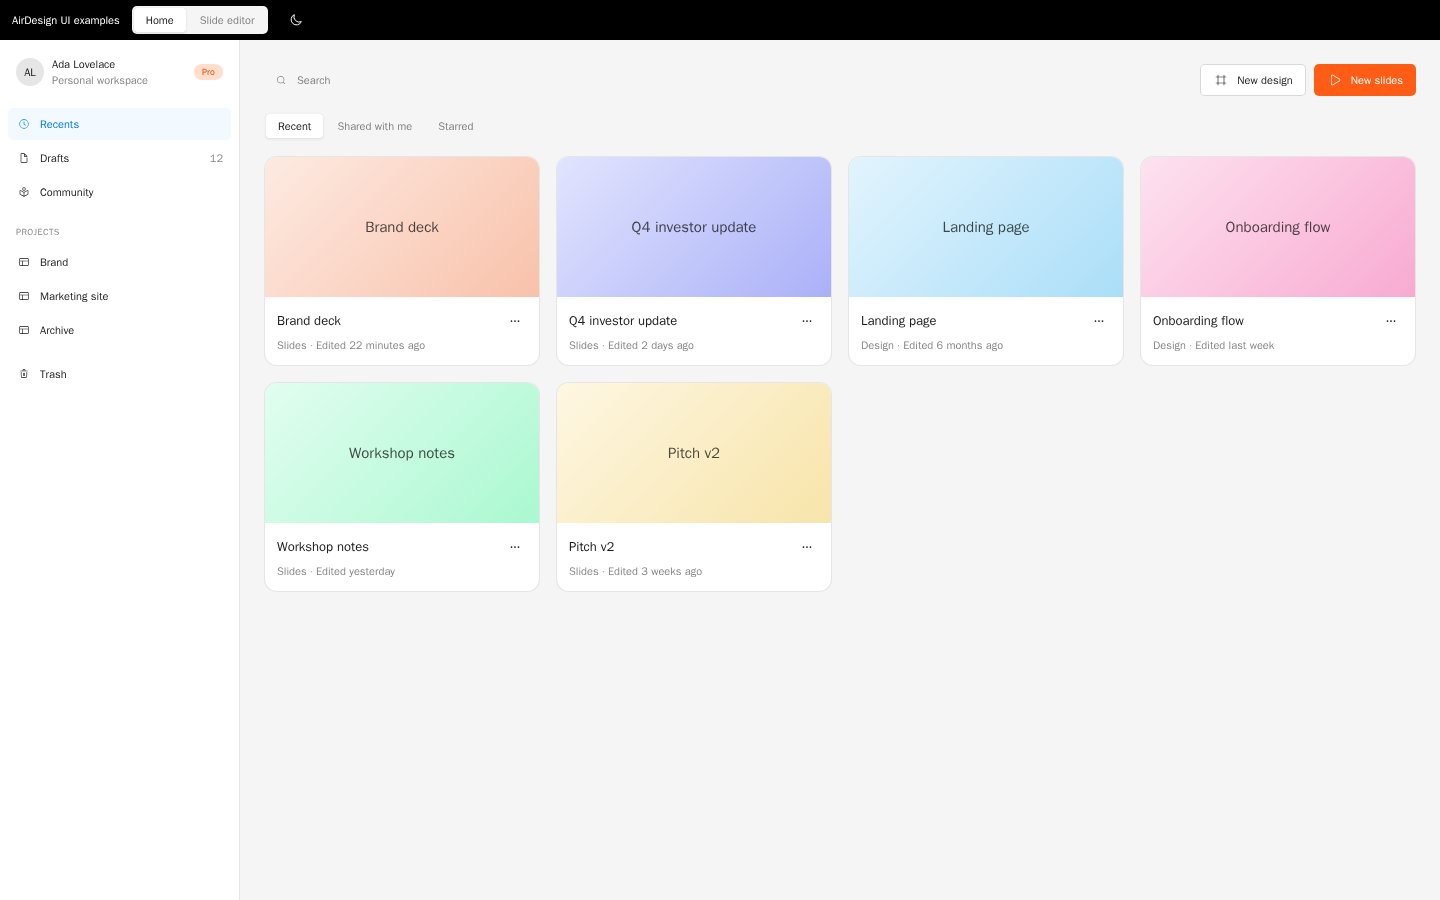 AirDesign UI examples
Home
Slide editor
AL
Ada Lovelace
Personal workspace
Pro
Recents
Drafts
12
Community
PROJECTS
Brand
Marketing site
Archive
Trash
Search
New design
New slides
Recent
Shared with me
Starred
Brand deck
Brand deck
Slides · Edited 22 minutes ago
Q4 investor update
Q4 investor update
Slides · Edited 2 days ago
Landing page
Landing page
Design · Edited 6 months ago
Onboarding flow
Onboarding flow
Design · Edited last week
Workshop notes
Workshop notes
Slides · Edited yesterday
Pitch v2
Pitch v2
Slides · Edited 3 weeks ago